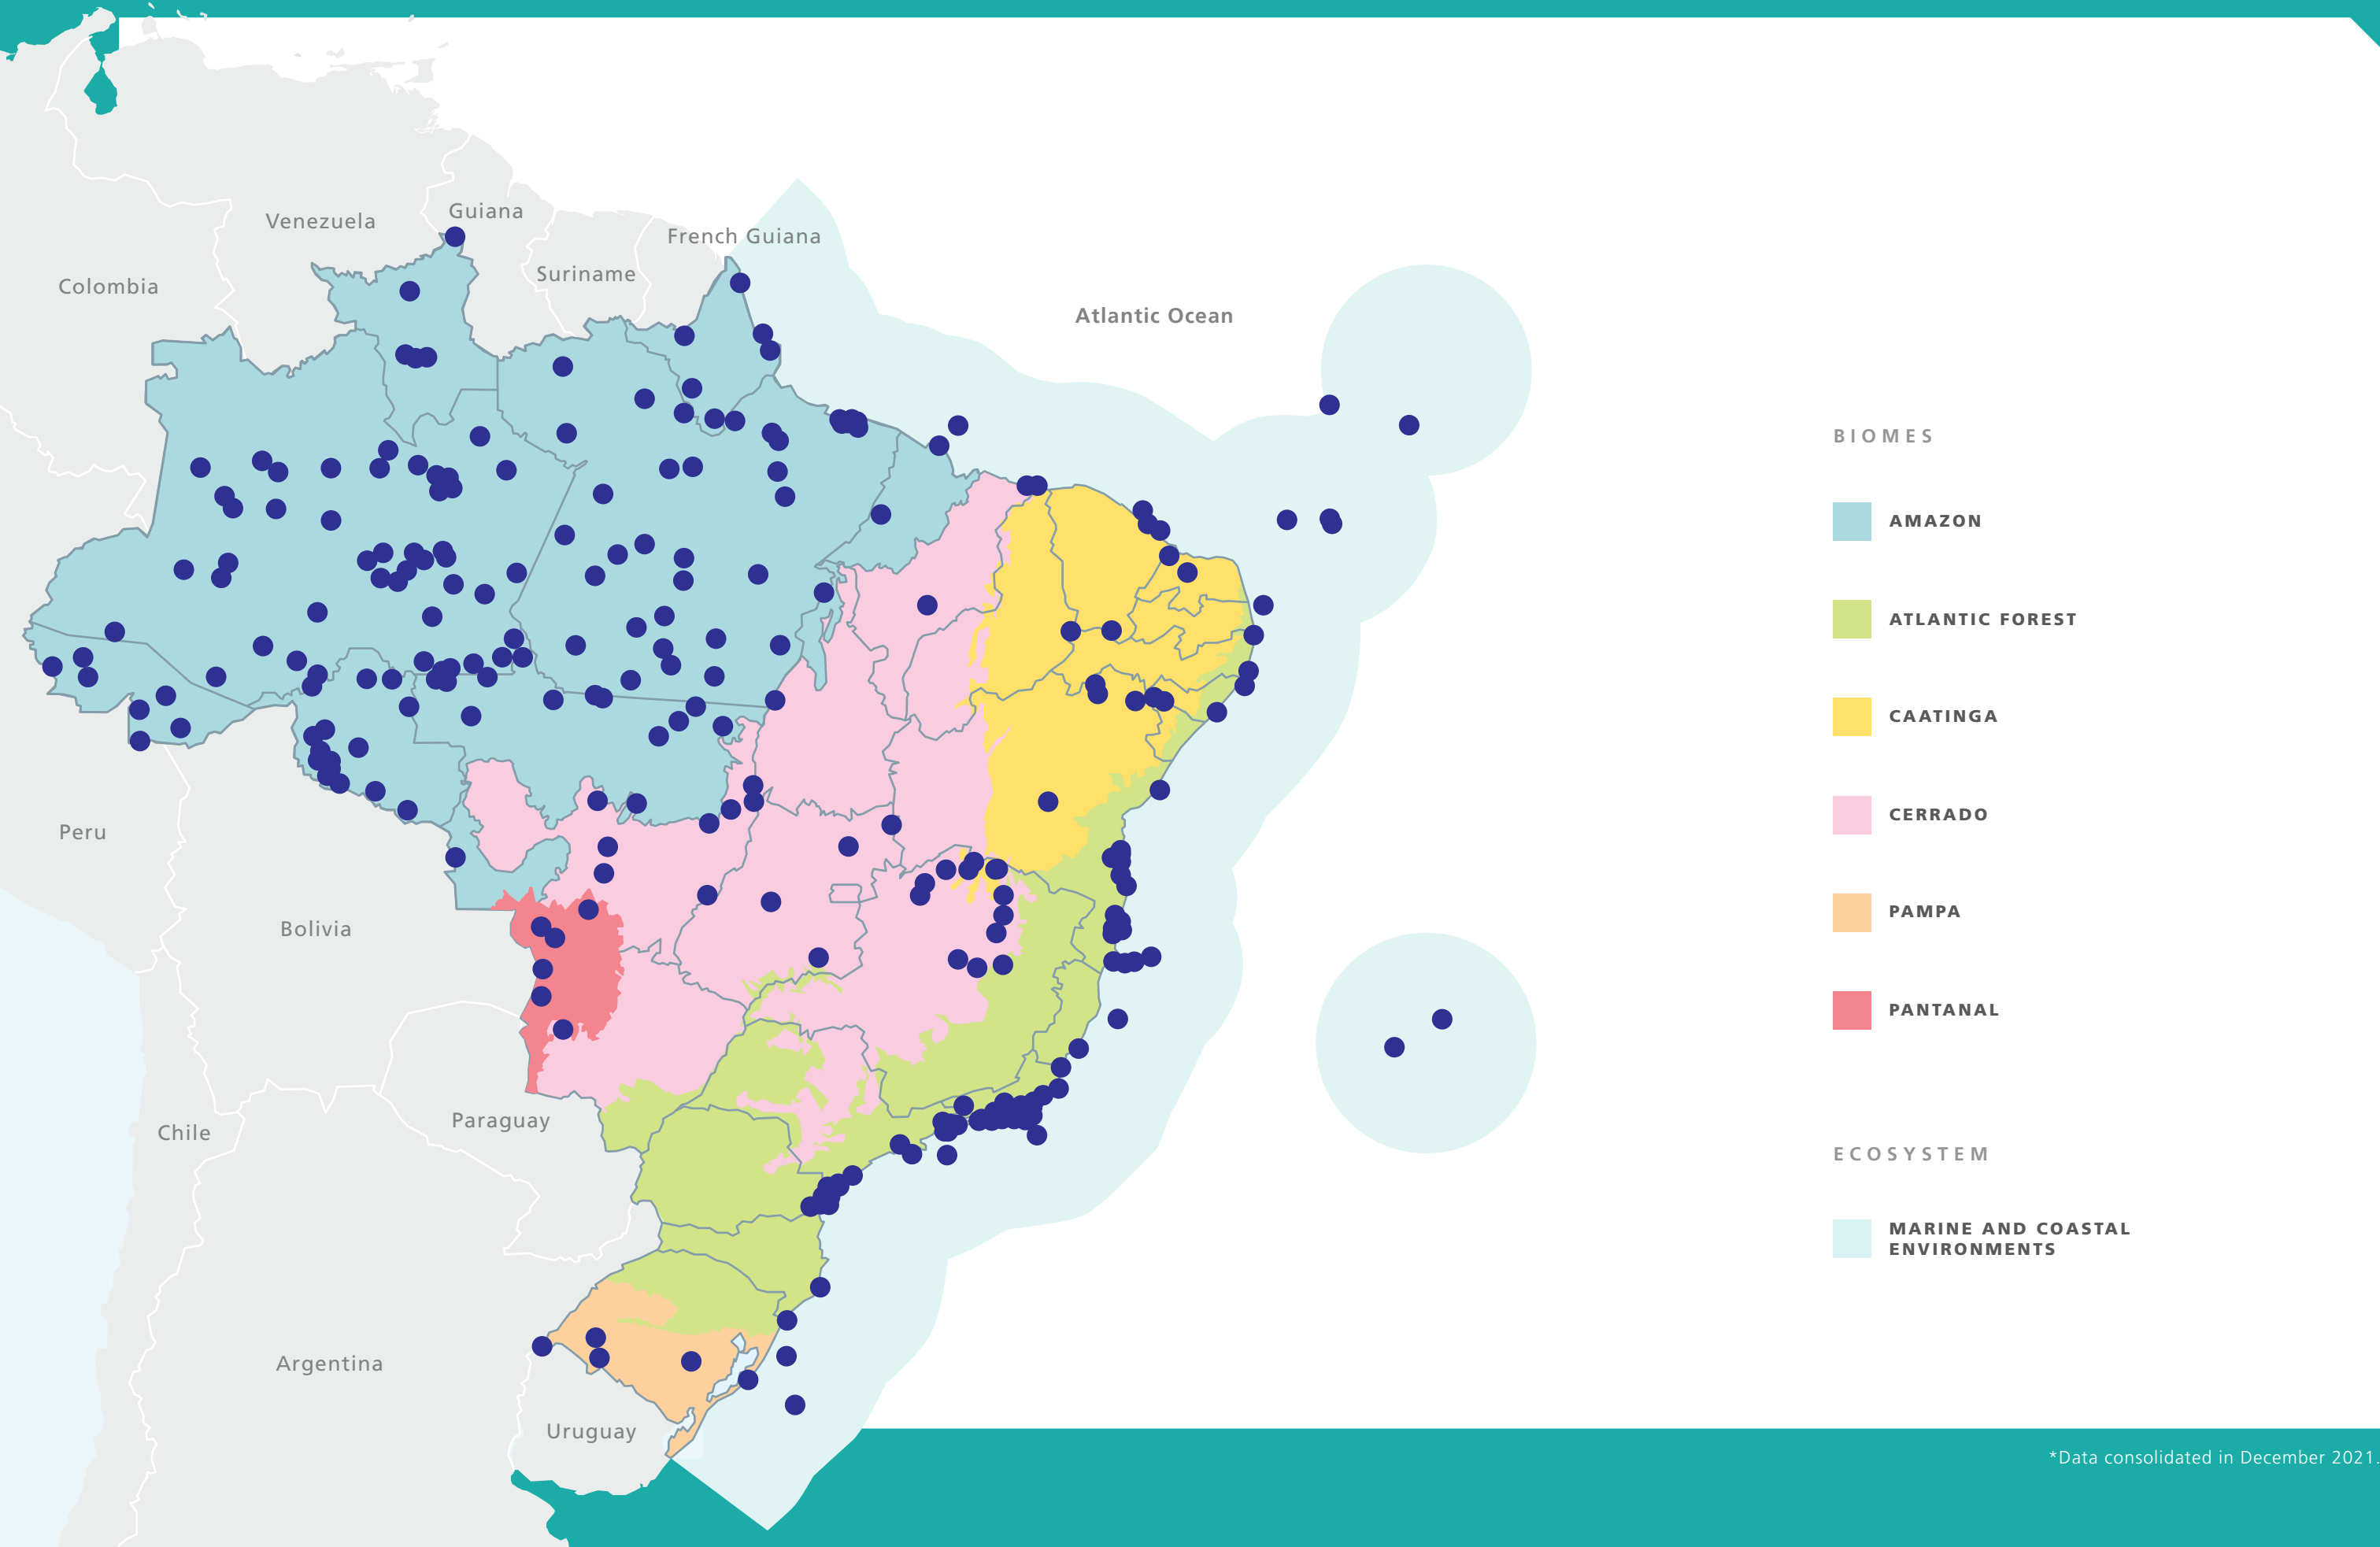 Venezuela
Guiana
French Guiana
Suriname
Colombia
Atlantic Ocean
Peru
Bolivia
Paraguay
Chile
Argentina
Uruguay
BIOMES
AMAZON
ATLANTIC FOREST
CAATINGA
CERRADO
PAMPA
PANTANAL
ECOSYSTEM
MARINE AND COASTAL
ENVIRONMENTS
*Data consolidated in December 2021.